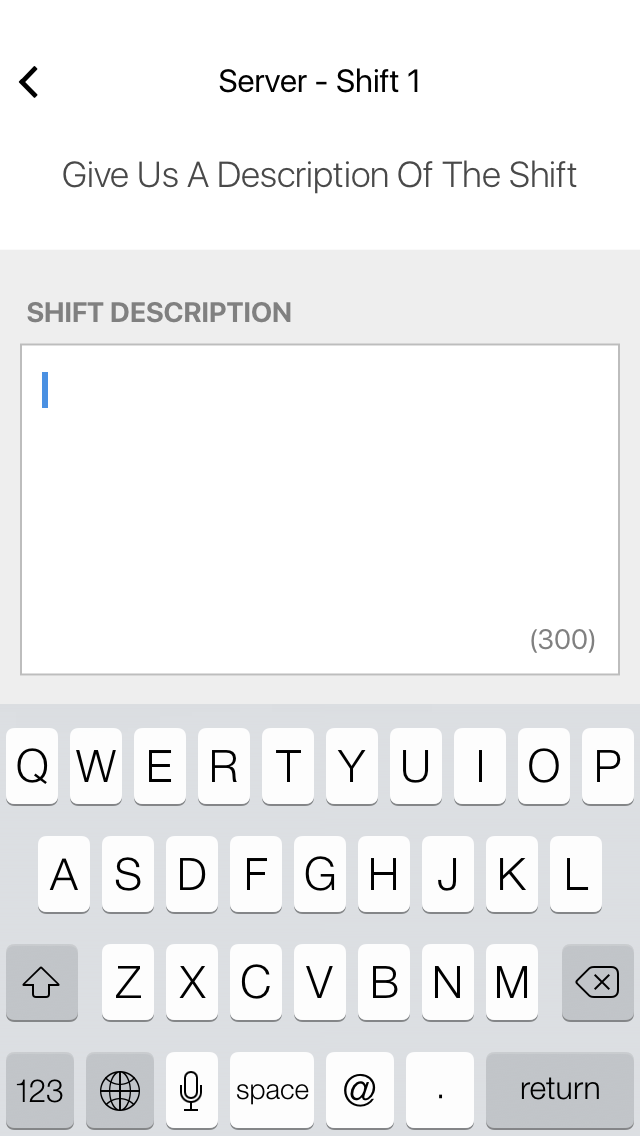 Server - Shift 1
Give Us A Description Of The Shift
SHIFT DESCRIPTION
(300)
Q W E R T Y U I O P
A S D F G H J K L
Z X C V B N M
123 space @ . return